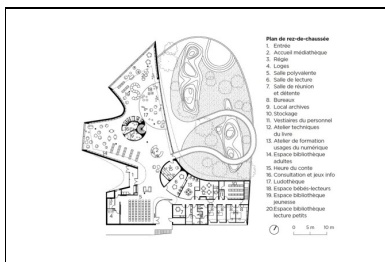 Plan de rez-de-chaussée
1. Entrée
2. Accueil médiathèque
3. Régie
4. Loges
5. Salle polyvalente
6. Salle de lecture
7. Salle de réunion
et détente
8. Bureaux
9. Local archives
10. Stockage
11. Vestiaires du personnel
12. Atelier techniques
du livre
13. Atelier de formation
usages du numérique
14. Espace bibliothèque
adultes
15. Heure du conte
16. Consultation et jeux info
17. Ludothèque
18. Espace bébés-lecteurs
19. Espace bibliothèque
jeunesse
20. Espace bibliothèque
lecture petits
0 5 m 10 m